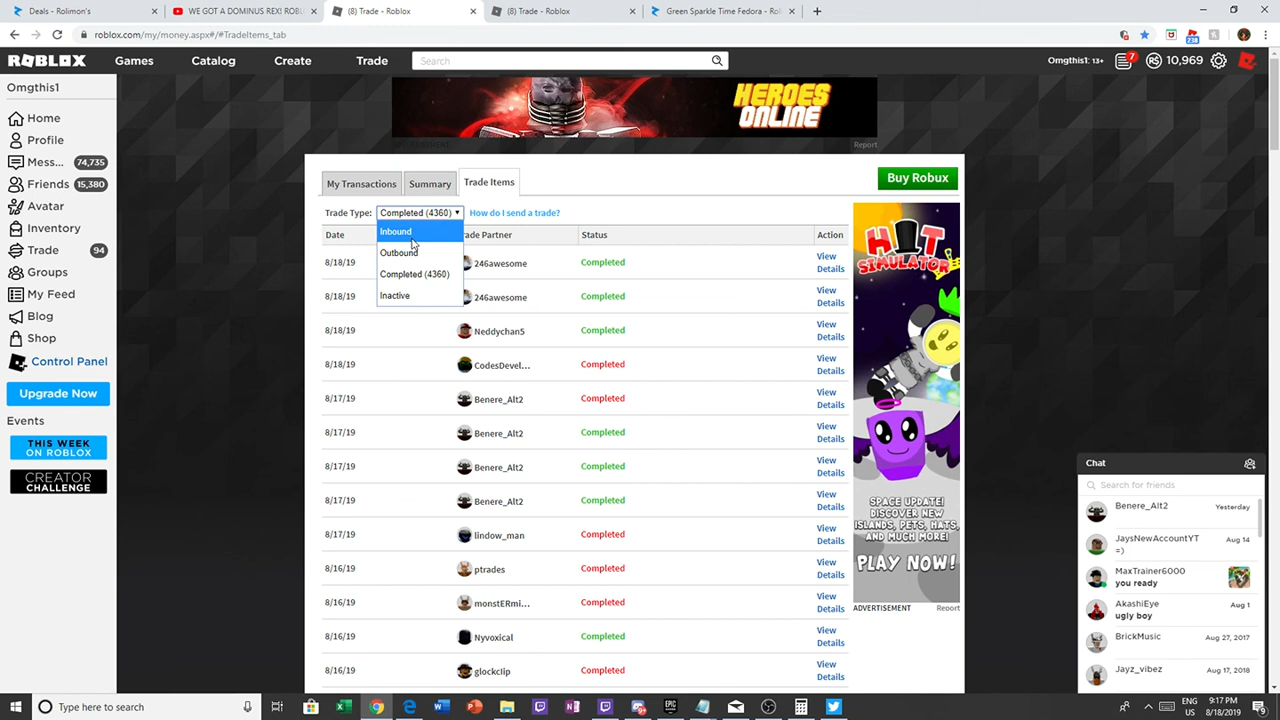 Deals - Rolimon's
WE GOT A DOMINUS REX! ROBL
(8) Trade - Roblox
(8) Trade - Roblox
Green Sparkle Time Fedora - Rol
roblox.com/my/money.aspx#/#TradeItems_tab
238
ROBLOX
Games
Catalog
Create
Trade
Search
Omgthis1: 13+
7
10,969
Omgthis1
Home
Profile
Mess... 74,735
Friends 15,380
Avatar
Inventory
Trade 94
Groups
My Feed
Blog
Shop
Control Panel
Upgrade Now
Events
THIS WEEK
ON ROBLOX
CREATOR
CHALLENGE
HEROES
ONLINE
Report
My Transactions
Summary
Trade Items
Buy Robux
Trade Type:
Completed (4360)
How do I send a trade?
Inbound
Outbound
Completed (4360)
Inactive
Date
ade Partner
Status
Action
8/18/19 246awesome Completed View
Details
8/18/19 246awesome Completed View
Details
8/18/19 Neddychan5 Completed View
Details
8/18/19 CodesDevel... Completed View
Details
8/17/19 Benere_Alt2 Completed View
Details
8/17/19 Benere_Alt2 Completed View
Details
8/17/19 Benere_Alt2 Completed View
Details
8/17/19 Benere_Alt2 Completed View
Details
8/17/19 lindow_man Completed View
Details
8/16/19 ptrades Completed View
Details
8/16/19 monstERmi... Completed View
Details
8/16/19 Nyvoxical Completed View
Details
8/16/19 glockclip Completed View
Details
HIT
SIMULATOR
SPACE UPDATE!
DISCOVER NEW
ISLANDS, PETS, HATS,
AND MUCH MORE!
PLAY NOW!
ADVERTISEMENT
Report
Chat
Search for friends
Benere_Alt2 Yesterday
JaysNewAccountYT Aug 14
=)
MaxTrainer6000
you ready
AkashiEye Aug 1
ugly boy
BrickMusic Aug 27, 2017
Jayz_vibez Aug 17, 2018
Type here to search
ENG
US
9:17 PM
8/18/2019